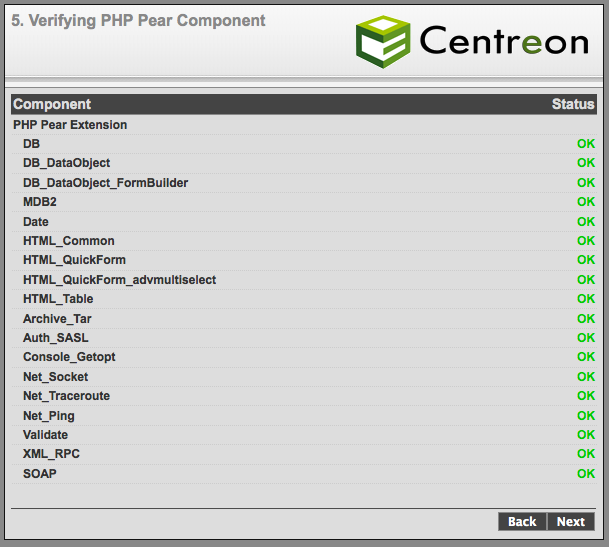 5. Verifying PHP Pear Component
Centreon
Component Status
PHP Pear Extension
DB OK
DB_DataObject OK
DB_DataObject_FormBuilder OK
MDB2 OK
Date OK
HTML_Common OK
HTML_QuickForm OK
HTML_QuickForm_advmultiselect OK
HTML_Table OK
Archive_Tar OK
Auth_SASL OK
Console_Getopt OK
Net_Socket OK
Net_Traceroute OK
Net_Ping OK
Validate OK
XML_RPC OK
SOAP OK
Back Next